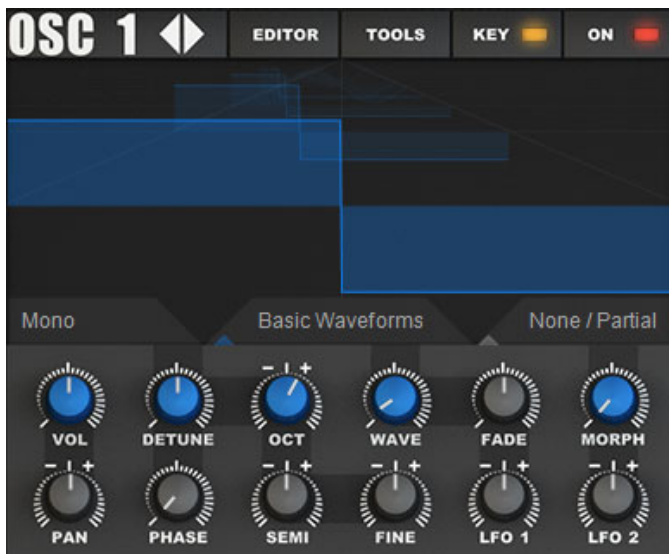 OSC 1 EDITOR TOOLS KEY ON
Mono Basic Waveforms None / Partial
VOL DETUNE OCT WAVE FADE MORPH
PAN PHASE SEMI FINE LFO 1 LFO 2